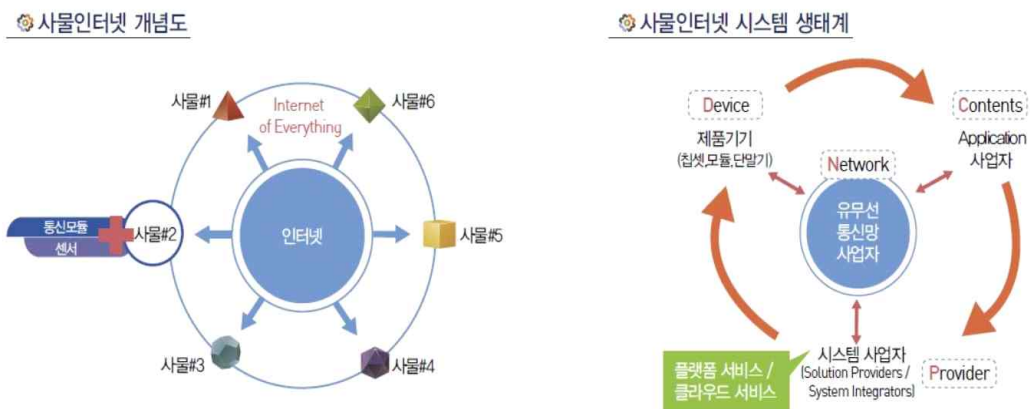 사물인터넷 개념도
사물#1
Internet
of Everything
사물#6
통신모듈
센서
사물#2
인터넷
사물#5
사물#3
사물#4
사물인터넷 시스템 생태계
Device
제품기기
(칩셋,모듈,단말기)
Contents
Application
사업자
Network
유무선
통신망
사업자
플랫폼 서비스 /
클라우드 서비스
시스템 사업자
(Solution Providers /
System Integrators)
Provider